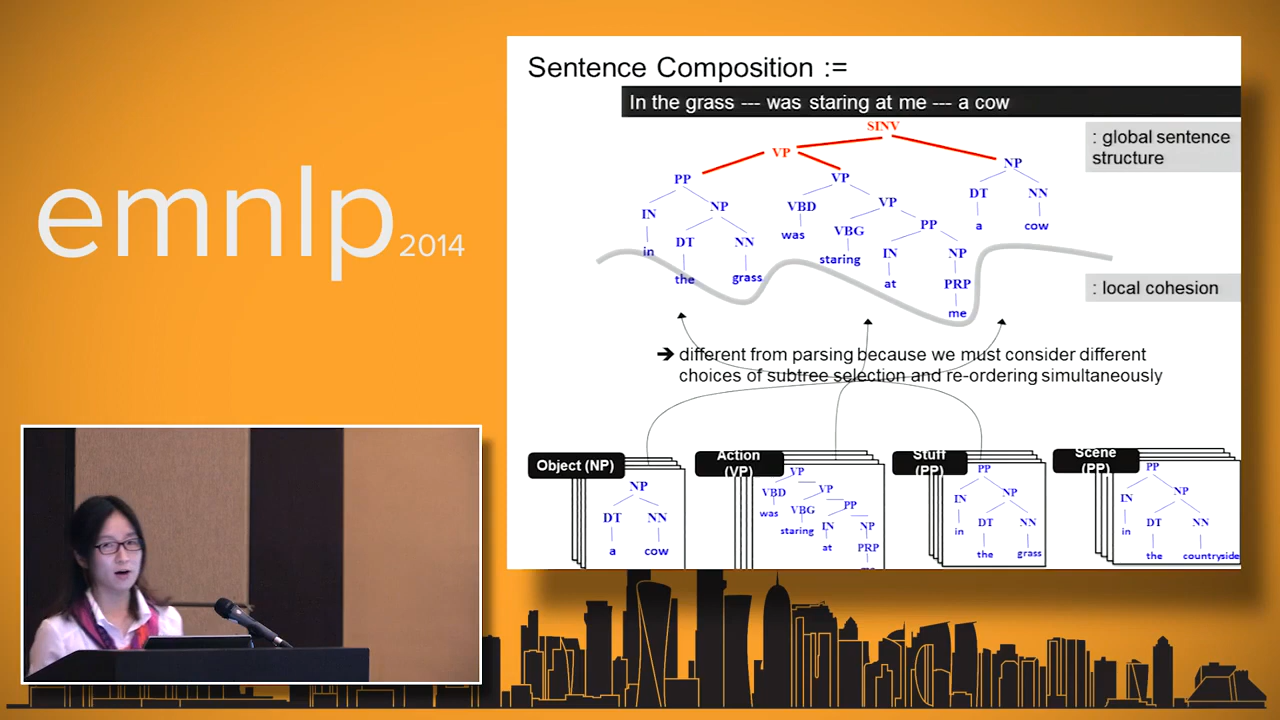 emnlp 2014
Sentence Composition :=
In the grass --- was staring at me --- a cow
SINV
: global sentence
structure
VP
NP
PP
VP
DT
NN
IN
NP
VBD
VP
a
cow
was
VBG
PP
in
DT
NN
staring
IN
NP
the
grass
at
PRP
me
: local cohesion
➔ different from parsing because we must consider different
choices of subtree selection and re-ordering simultaneously
Object (NP)
NP
DT
NN
a
cow
Action
(VP)
VP
VBD
VP
was
VBG
PP
staring
IN
NP
at
PRP
Stuff
(PP)
PP
IN
NP
in
DT
NN
the
grass
Scene
(PP)
PP
IN
NP
in
DT
NN
the
countryside